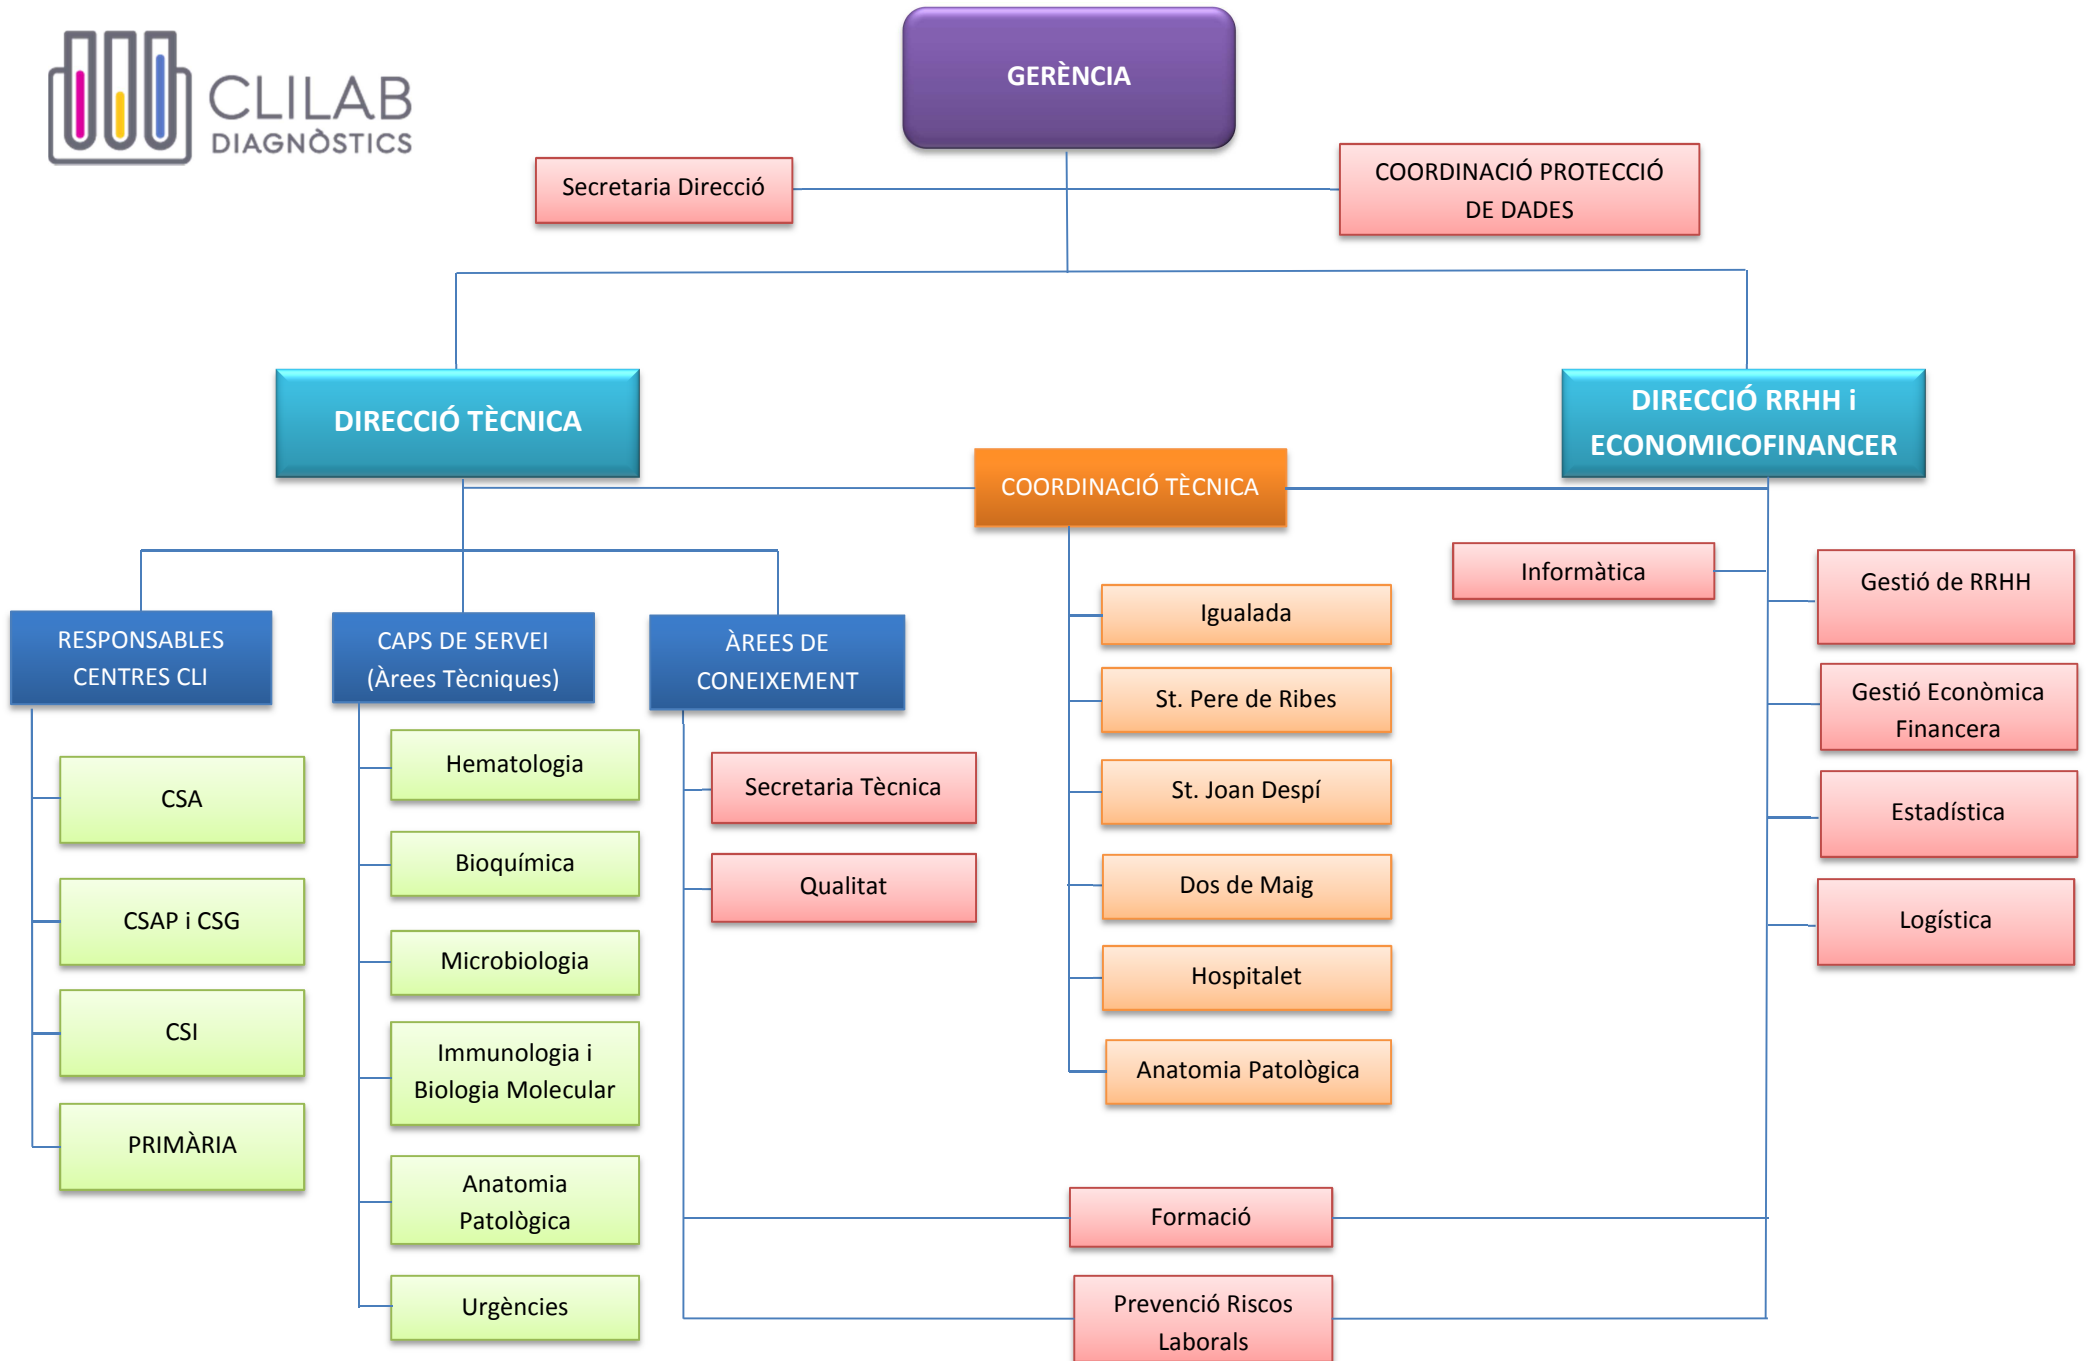 CLILAB
DIAGNÒSTICS
GERÈNCIA
Secretaria Direcció
COORDINACIÓ PROTECCIÓ
DE DADES
DIRECCIÓ TÈCNICA
DIRECCIÓ RRHH i
ECONOMICOFINANCER
COORDINACIÓ TÈCNICA
RESPONSABLES
CENTRES CLI
CSA
CSAP i CSG
CSI
PRIMÀRIA
CAPS DE SERVEI
(Àrees Tècniques)
Hematologia
Bioquímica
Microbiologia
Immunologia i
Biologia Molecular
Anatomia
Patològica
Urgències
ÀREES DE
CONEIXEMENT
Secretaria Tècnica
Qualitat
Igualada
St. Pere de Ribes
St. Joan Despí
Dos de Maig
Hospitalet
Anatomia Patològica
Informàtica
Gestió de RRHH
Gestió Econòmica
Financera
Estadística
Logística
Formació
Prevenció Riscos
Laborals